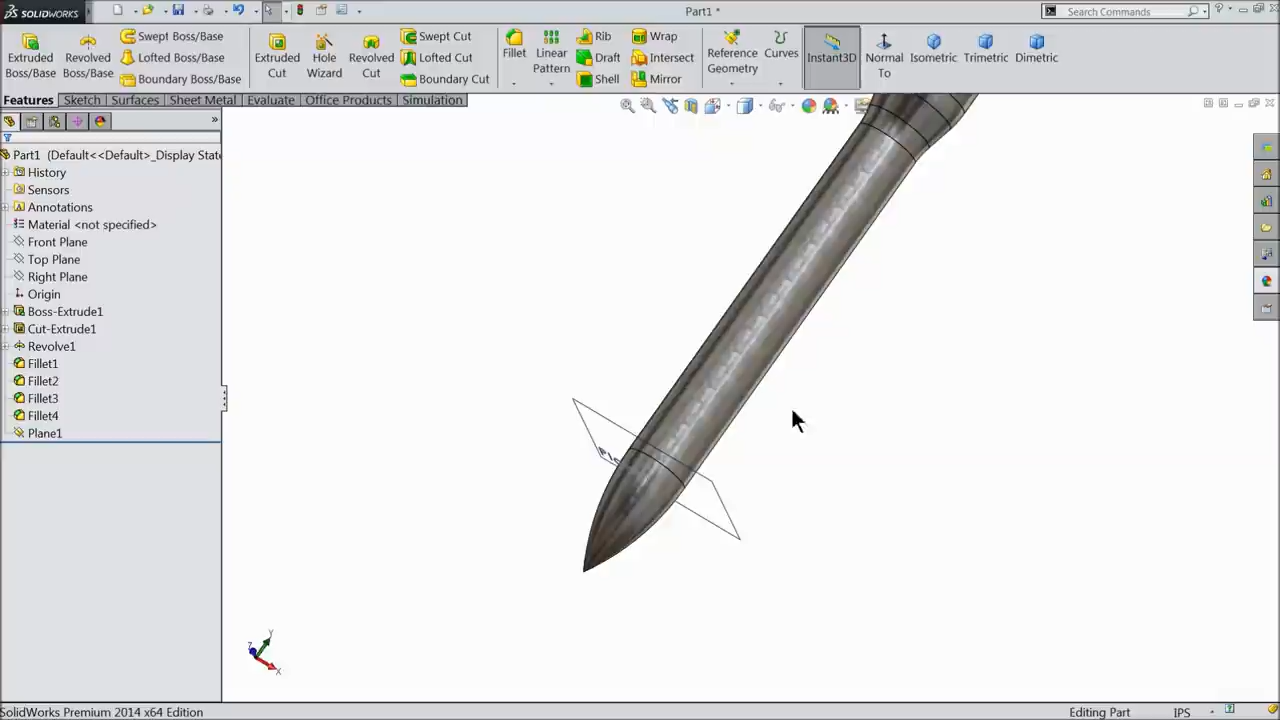 SOLIDWORKS
Part1 *
Search Commands
Extruded Boss/Base
Revolved Boss/Base
Swept Boss/Base
Lofted Boss/Base
Boundary Boss/Base
Extruded Cut
Hole Wizard
Revolved Cut
Swept Cut
Lofted Cut
Boundary Cut
Fillet
Linear Pattern
Rib
Draft
Shell
Wrap
Intersect
Mirror
Reference Geometry
Curves
Instant3D
Normal To
Isometric
Trimetric
Dimetric
Features
Sketch
Surfaces
Sheet Metal
Evaluate
Office Products
Simulation
Part1 (Default<<Default>_Display State
History
Sensors
Annotations
Material <not specified>
Front Plane
Top Plane
Right Plane
Origin
Boss-Extrude1
Cut-Extrude1
Revolve1
Fillet1
Fillet2
Fillet3
Fillet4
Plane1
Y
Z
X
SolidWorks Premium 2014 x64 Edition
Editing Part
IPS